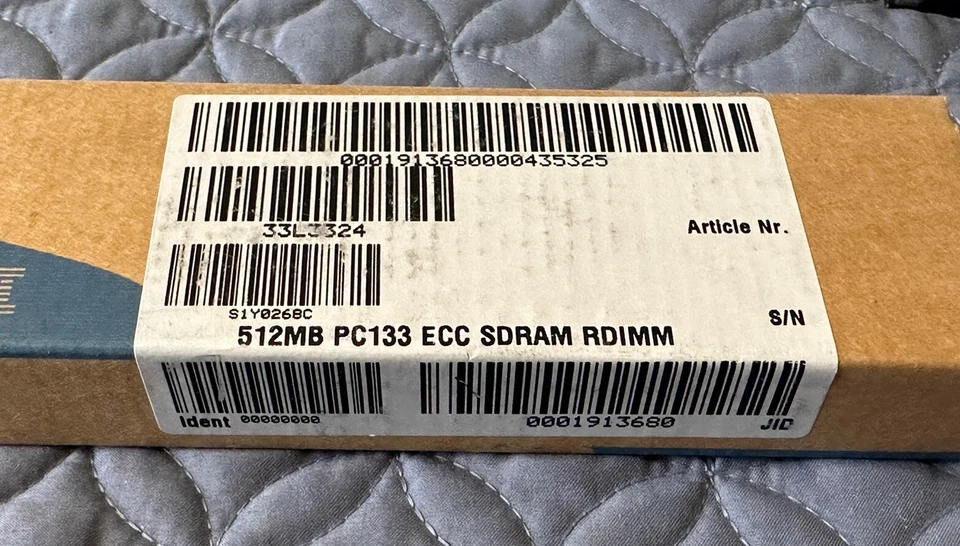 0001913680000435325
33L3324
Article Nr.
S1Y0268C
S/N
512MB PC133 ECC SDRAM RDIMM
Ident 00000000
0001913680
JID